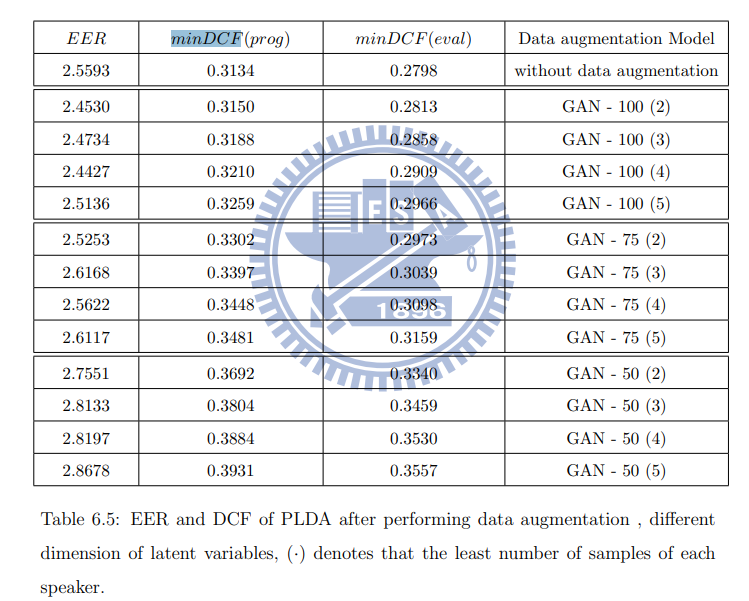 EER minDCF(prog) minDCF(eval) Data augmentation Model
2.5593 0.3134 0.2798 without data augmentation
2.4530 0.3150 0.2813 GAN - 100 (2)
2.4734 0.3188 0.2858 GAN - 100 (3)
2.4427 0.3210 0.2909 GAN - 100 (4)
2.5136 0.3259 0.2966 GAN - 100 (5)
2.5253 0.3302 0.2973 GAN - 75 (2)
2.6168 0.3397 0.3039 GAN - 75 (3)
2.5622 0.3448 0.3098 GAN - 75 (4)
2.6117 0.3481 0.3159 GAN - 75 (5)
2.7551 0.3692 0.3340 GAN - 50 (2)
2.8133 0.3804 0.3459 GAN - 50 (3)
2.8197 0.3884 0.3530 GAN - 50 (4)
2.8678 0.3931 0.3557 GAN - 50 (5)
ESA
1896
Table 6.5: EER and DCF of PLDA after performing data augmentation , different
dimension of latent variables, (·) denotes that the least number of samples of each
speaker.